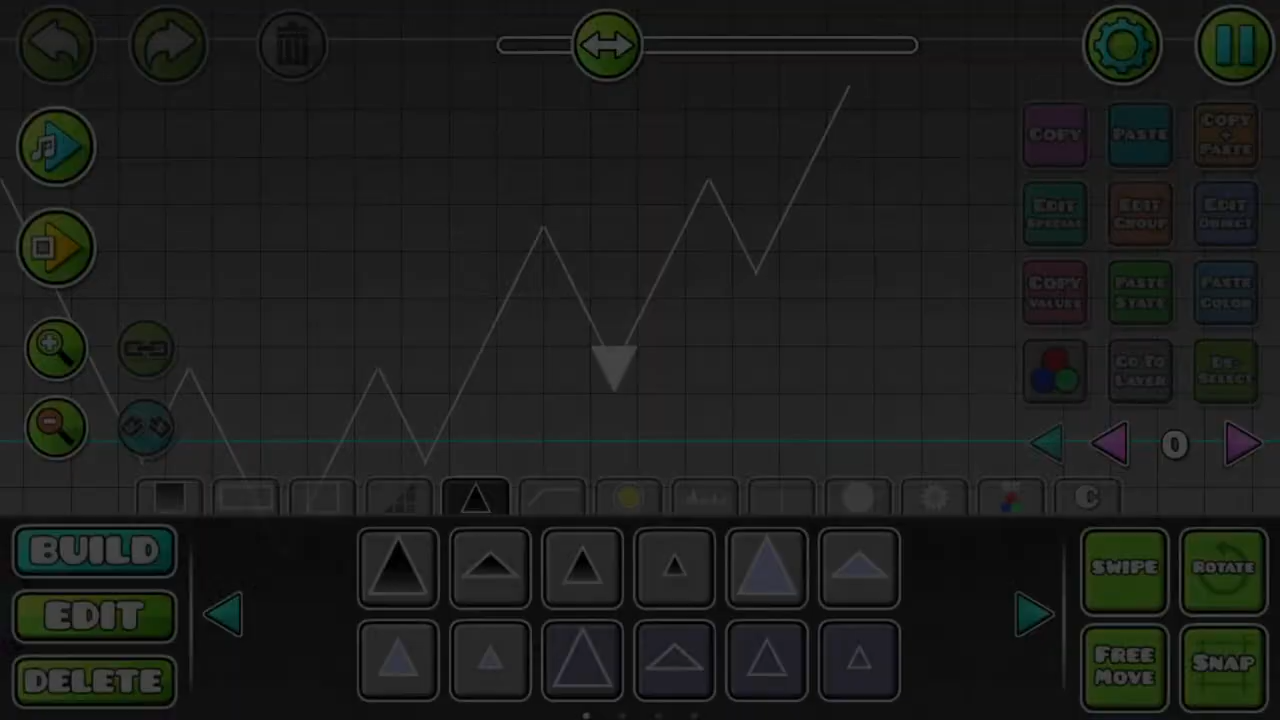 COPY
PASTE
COPY
+
PASTE
EDIT
SPECIAL
EDIT
GROUP
EDIT
OBJECT
COPY
VALUES
PASTE
STATE
PASTE
COLOR
GO TO
LAYER
DE-
SELECT
0
C
BUILD
EDIT
DELETE
SWIPE
ROTATE
FREE
MOVE
SNAP